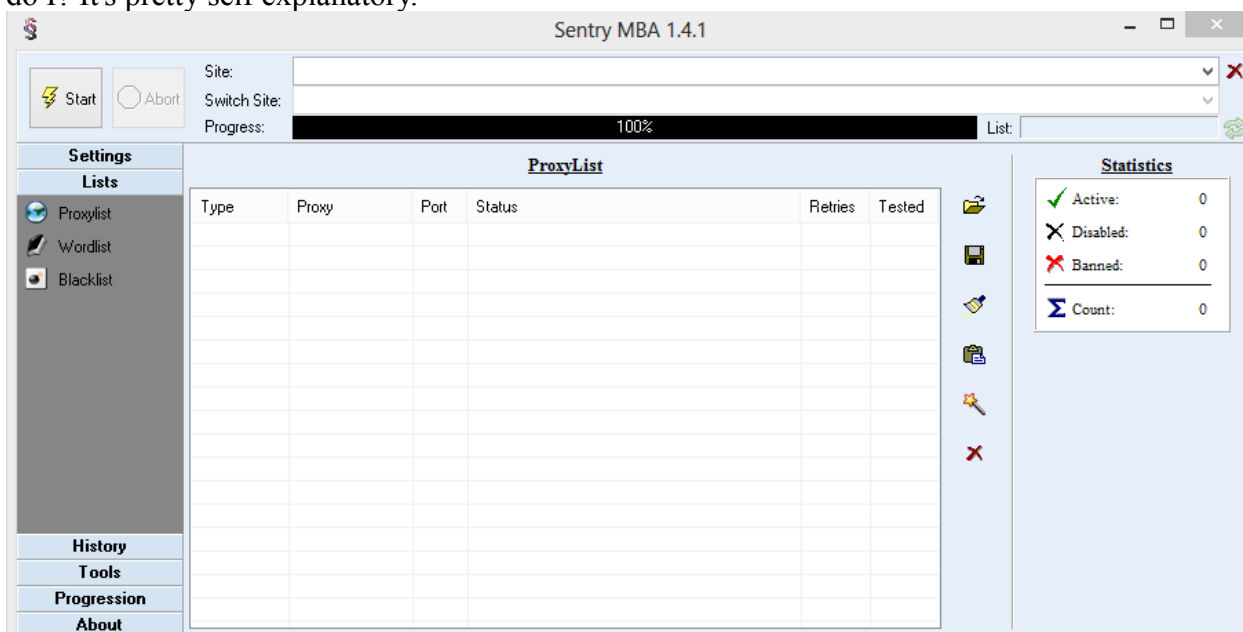 do I? It's pretty self explanatory.
Sentry MBA 1.4.1
Start
Abort
Site:
Switch Site:
Progress:
100%
List:
Settings
Lists
Proxylist
Wordlist
Blacklist
History
Tools
Progression
About
ProxyList
Type Proxy Port Status Retries Tested
Statistics
Active: 0
Disabled: 0
Banned: 0
Count: 0